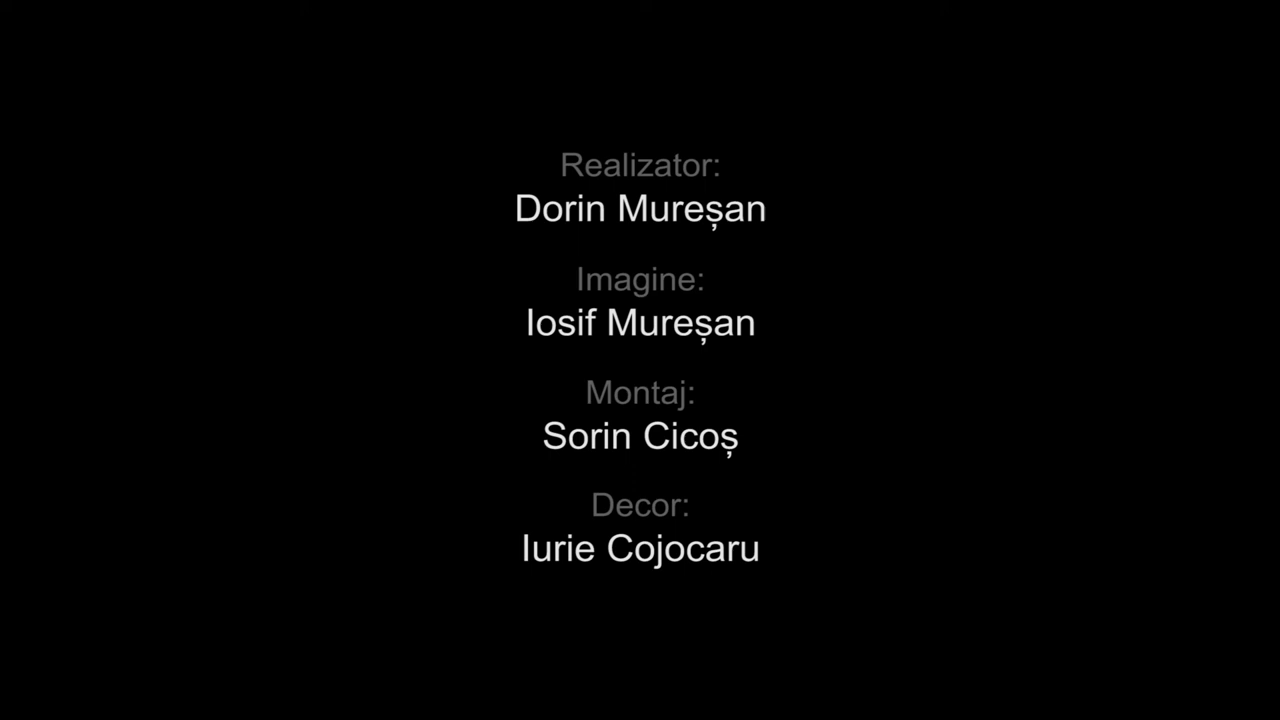 Realizator:
Dorin Mureșan
Imagine:
Iosif Mureșan
Montaj:
Sorin Cicoș
Decor:
Iurie Cojocaru